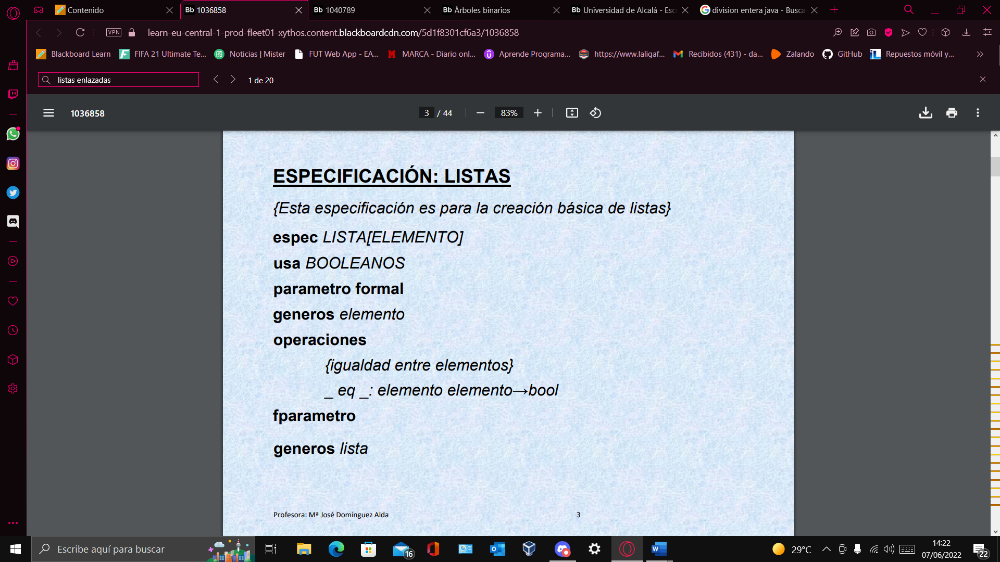 Contenido
1036858
1040789
Árboles binarios
Universidad de Alcalá - Esc
division entera java - Busca
VPN
learn-eu-central-1-prod-fleet01-xythos.content.blackboardcdn.com/5d1f8301cf6a3/1036858
Blackboard Learn
FIFA 21 Ultimate Te...
Noticias | Mister
FUT Web App - EA...
MARCA - Diario onl...
Aprende Programa...
https://www.laligaf...
Recibidos (431) - da...
Zalando
GitHub
Repuestos móvil y...
listas enlazadas
1 de 20
1036858
3 / 44
83%
ESPECIFICACIÓN: LISTAS
{Esta especificación es para la creación básica de listas}
espec LISTA[ELEMENTO]
usa BOOLEANOS
parametro formal
generos elemento
operaciones
{igualdad entre elementos}
_ eq _: elemento elemento→bool
fparametro
generos lista
Profesora: Mª José Domínguez Alda
3
Escribe aquí para buscar
16
29°C
14:22
07/06/2022
22